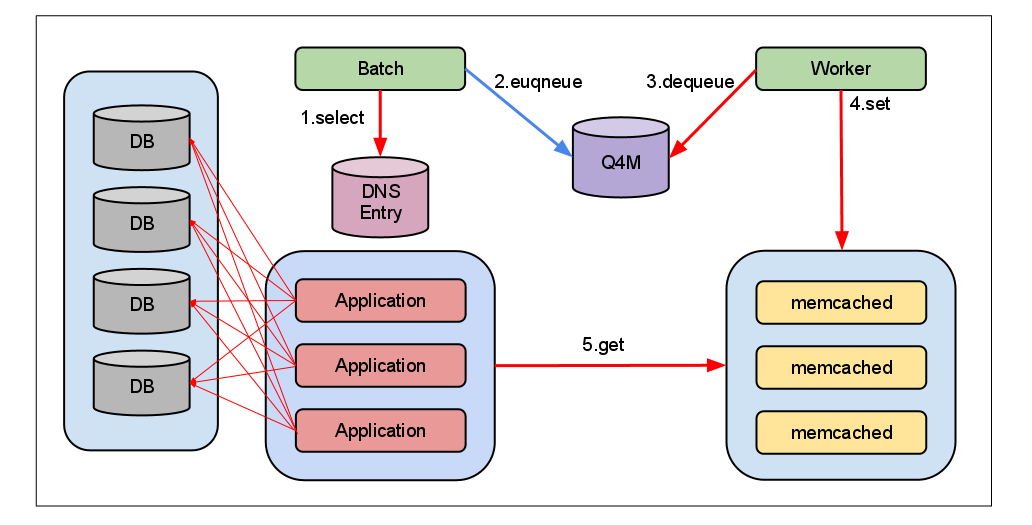 Batch
Worker
2.euqneue
3.dequeue
4.set
1.select
DB
Q4M
DNS
Entry
DB
DB
DB
Application
Application
Application
5.get
memcached
memcached
memcached